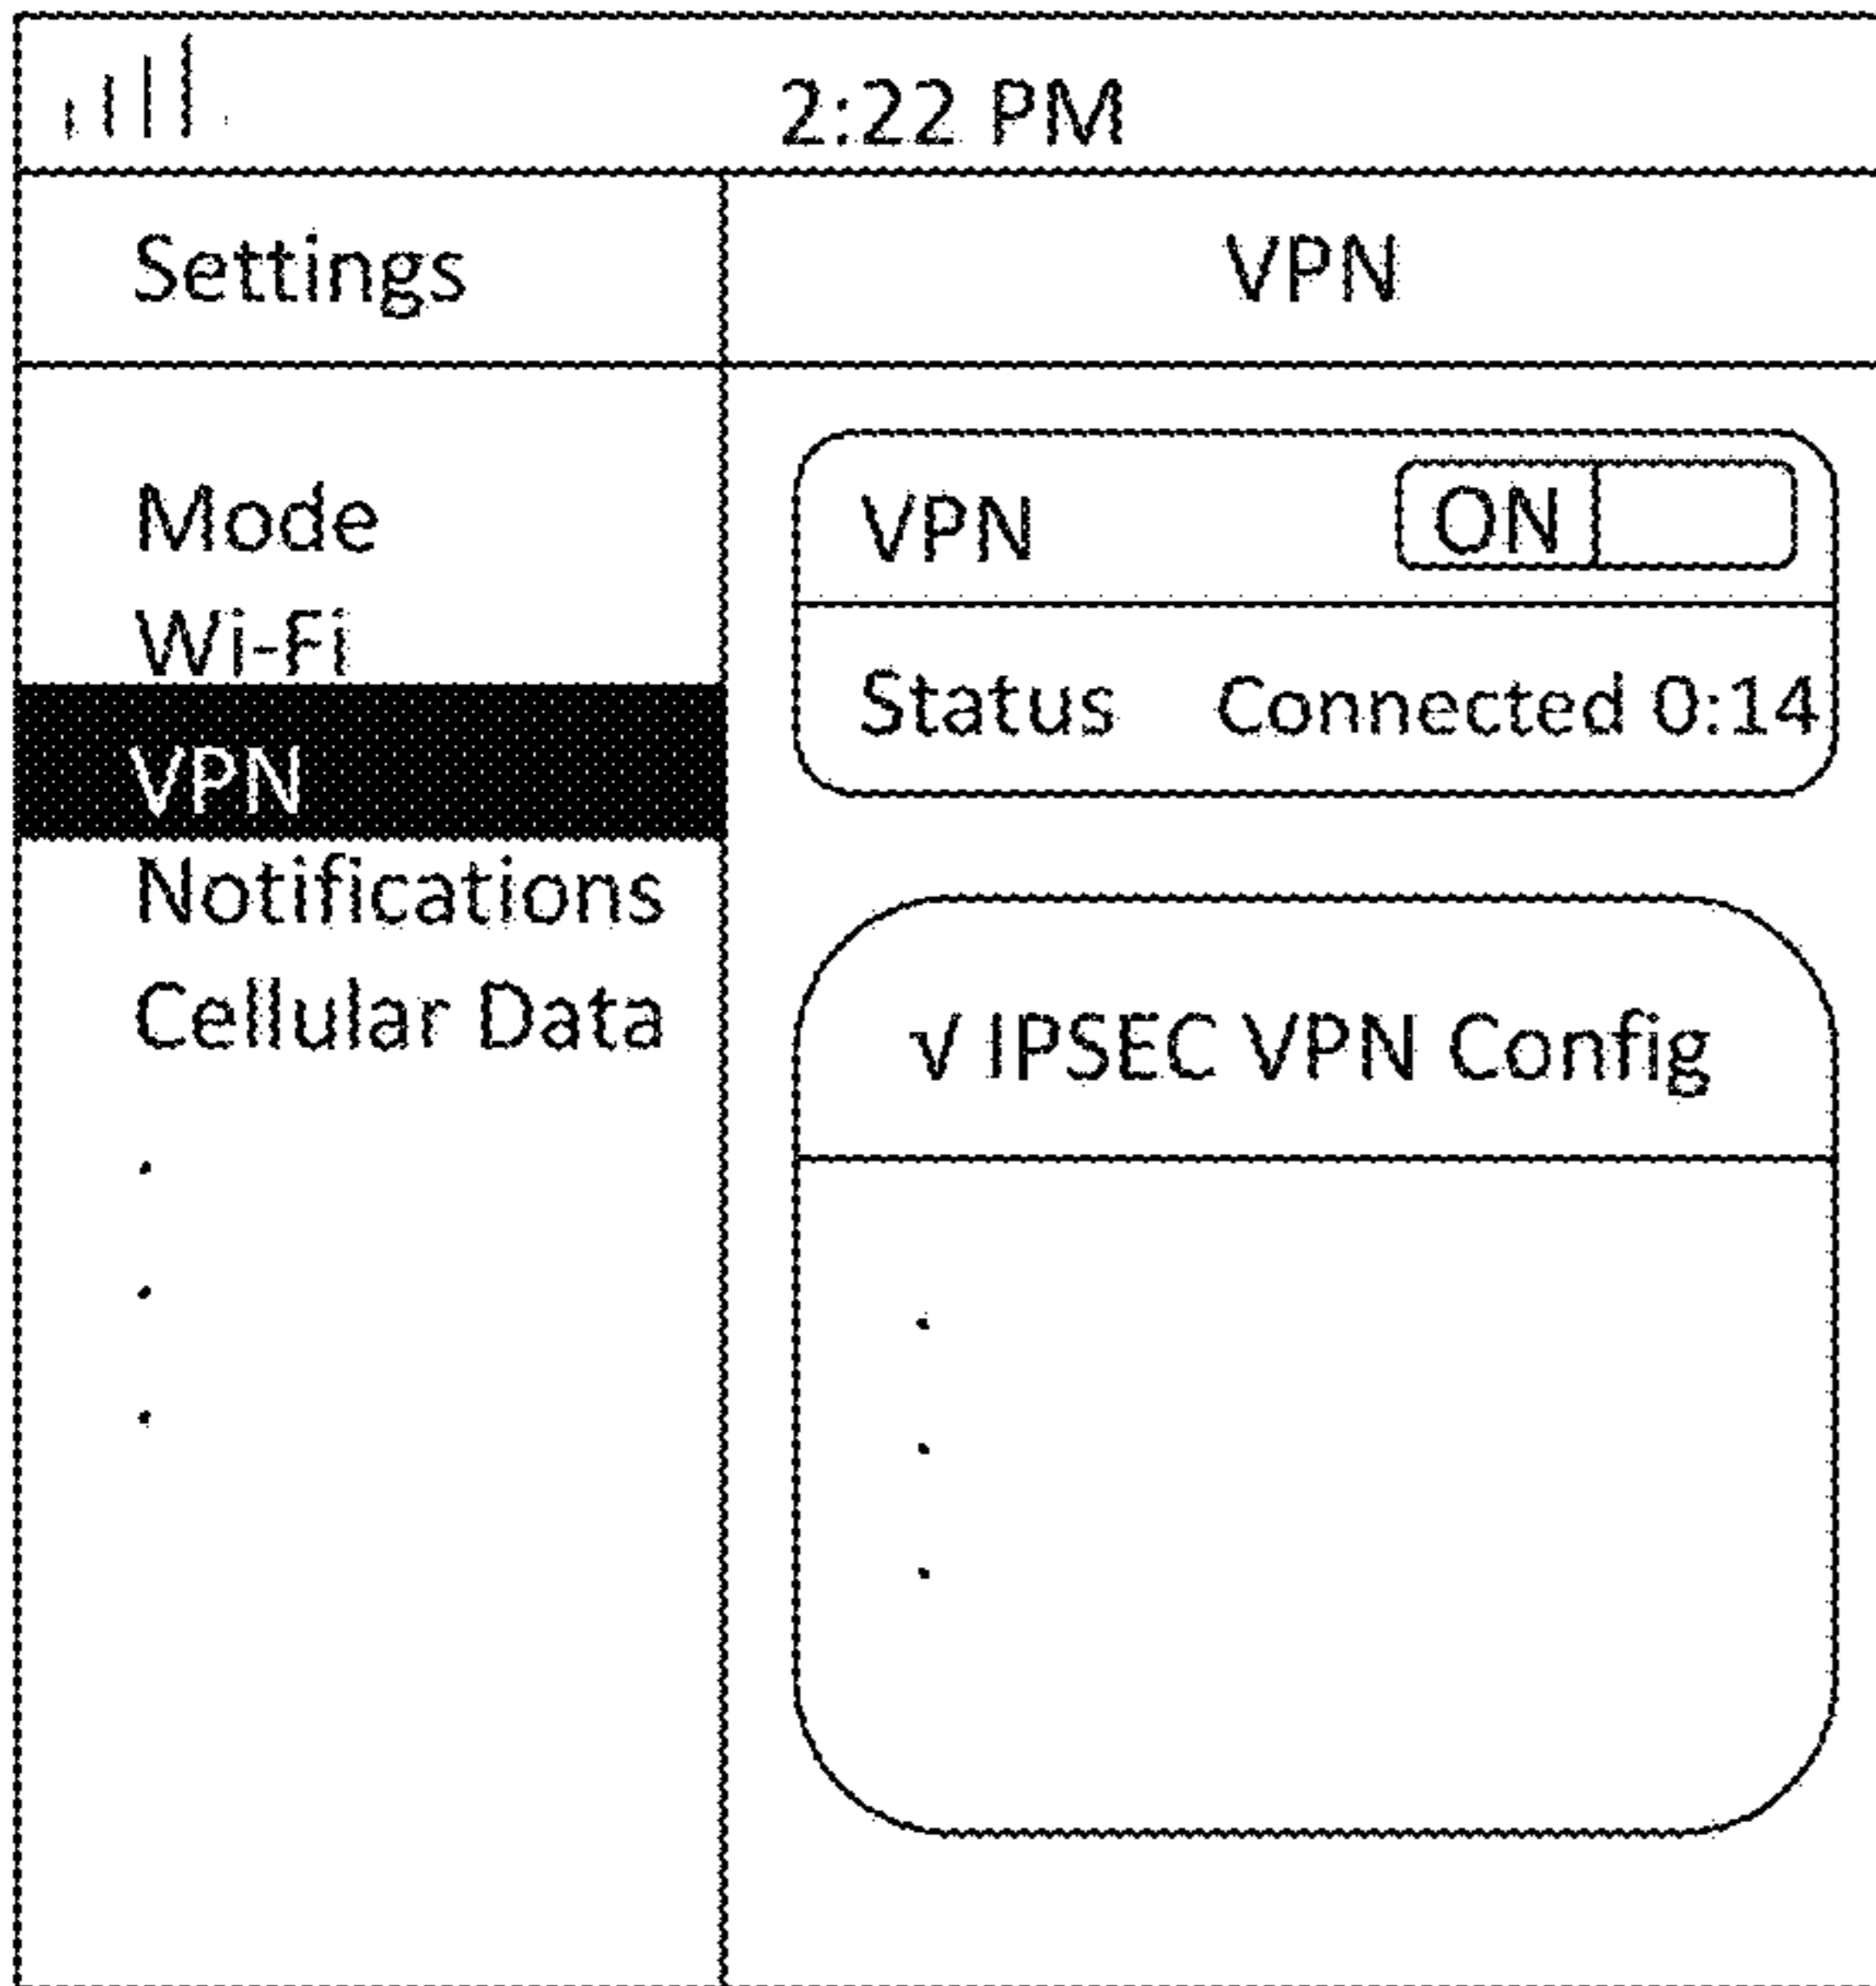 2:22 PM
Settings
VPN
Mode
Wi-Fi
VPN
Notifications
Cellular Data
.
.
.
VPN ON
Status Connected 0:14
√ IPSEC VPN Config
.
.
.